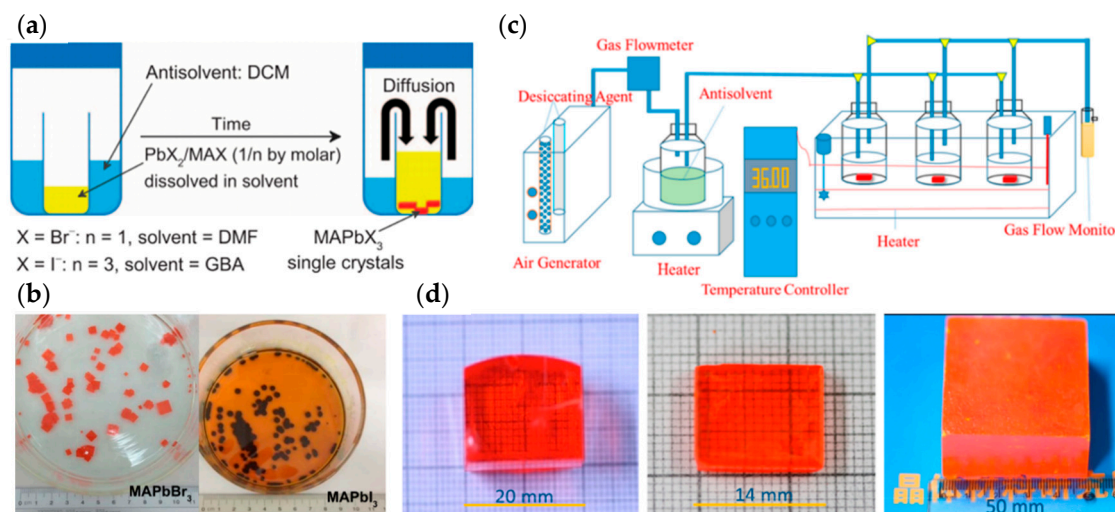 (a)
Antisolvent: DCM
Time
PbX₂/MAX (1/n by molar)
dissolved in solvent
Diffusion
MAPbX₃
single crystals
X = Br⁻: n = 1, solvent = DMF
X = I⁻: n = 3, solvent = GBA
(c)
Gas Flowmeter
Desiccating Agent
Antisolvent
36.00
Air Generator
Heater
Temperature Controller
Heater
Gas Flow Monito
(b)
MAPbBr₃
MAPbI₃
(d)
20 mm
14 mm
晶
50 mm